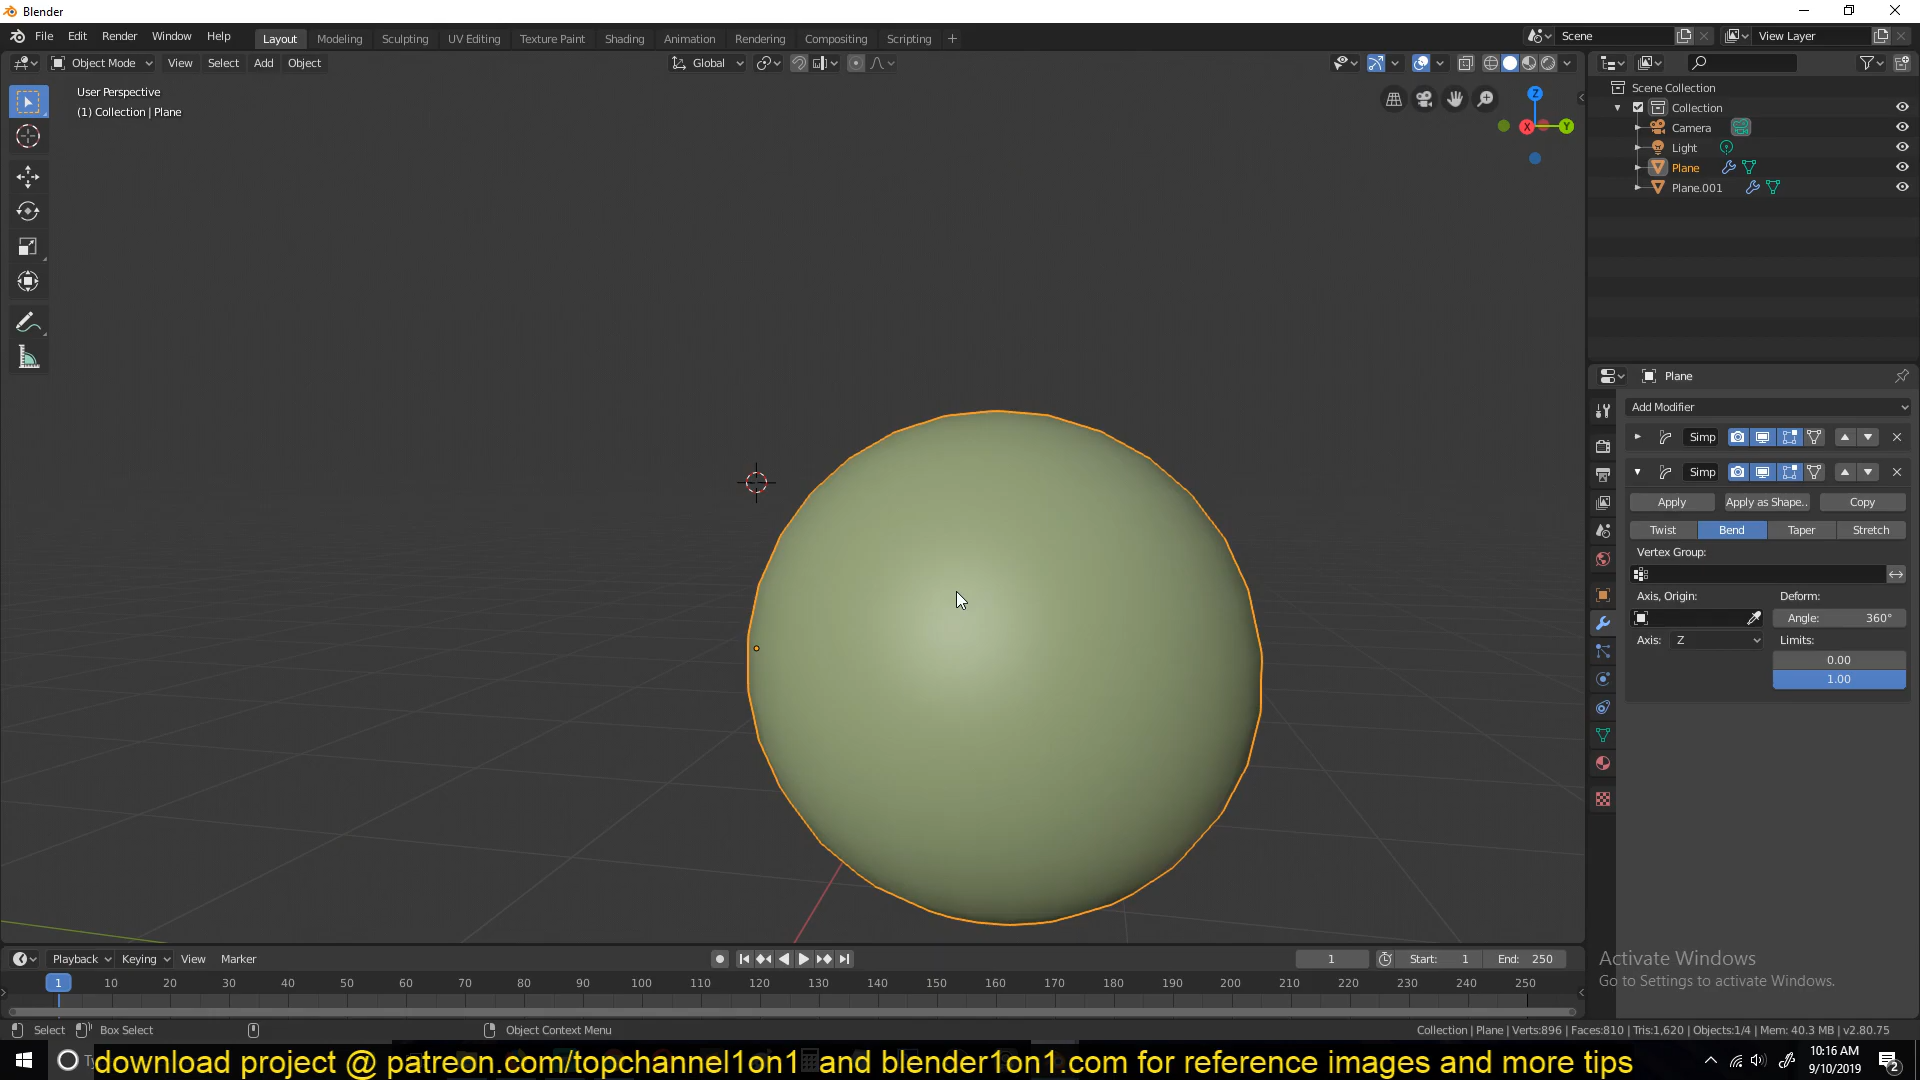 Blender
File Edit Render Window Help Layout Modeling Sculpting UV Editing Texture Paint Shading Animation Rendering Compositing Scripting + Scene View Layer
Object Mode View Select Add Object Global
User Perspective
(1) Collection | Plane
Z
X
Y
Scene Collection
Collection
Camera
Light
Plane
Plane.001
Plane
Add Modifier
Simp
Simp
Apply Apply as Shape.. Copy
Twist Bend Taper Stretch
Vertex Group:
Axis, Origin: Deform:
Angle: 360°
Axis: Z Limits:
0.00
1.00
Playback Keying View Marker 1 Start: 1 End: 250
1 10 20 30 40 50 60 70 80 90 100 110 120 130 140 150 160 170 180 190 200 210 220 230 240 250
Activate Windows
Go to Settings to activate Windows.
Select Box Select Object Context Menu Collection | Plane | Verts:896 | Faces:810 | Tris:1,620 | Objects:1/4 | Mem: 40.3 MB | v2.80.75
download project @ patreon.com/topchannel1on1 and blender1on1.com for reference images and more tips
10:16 AM
9/10/2019
2